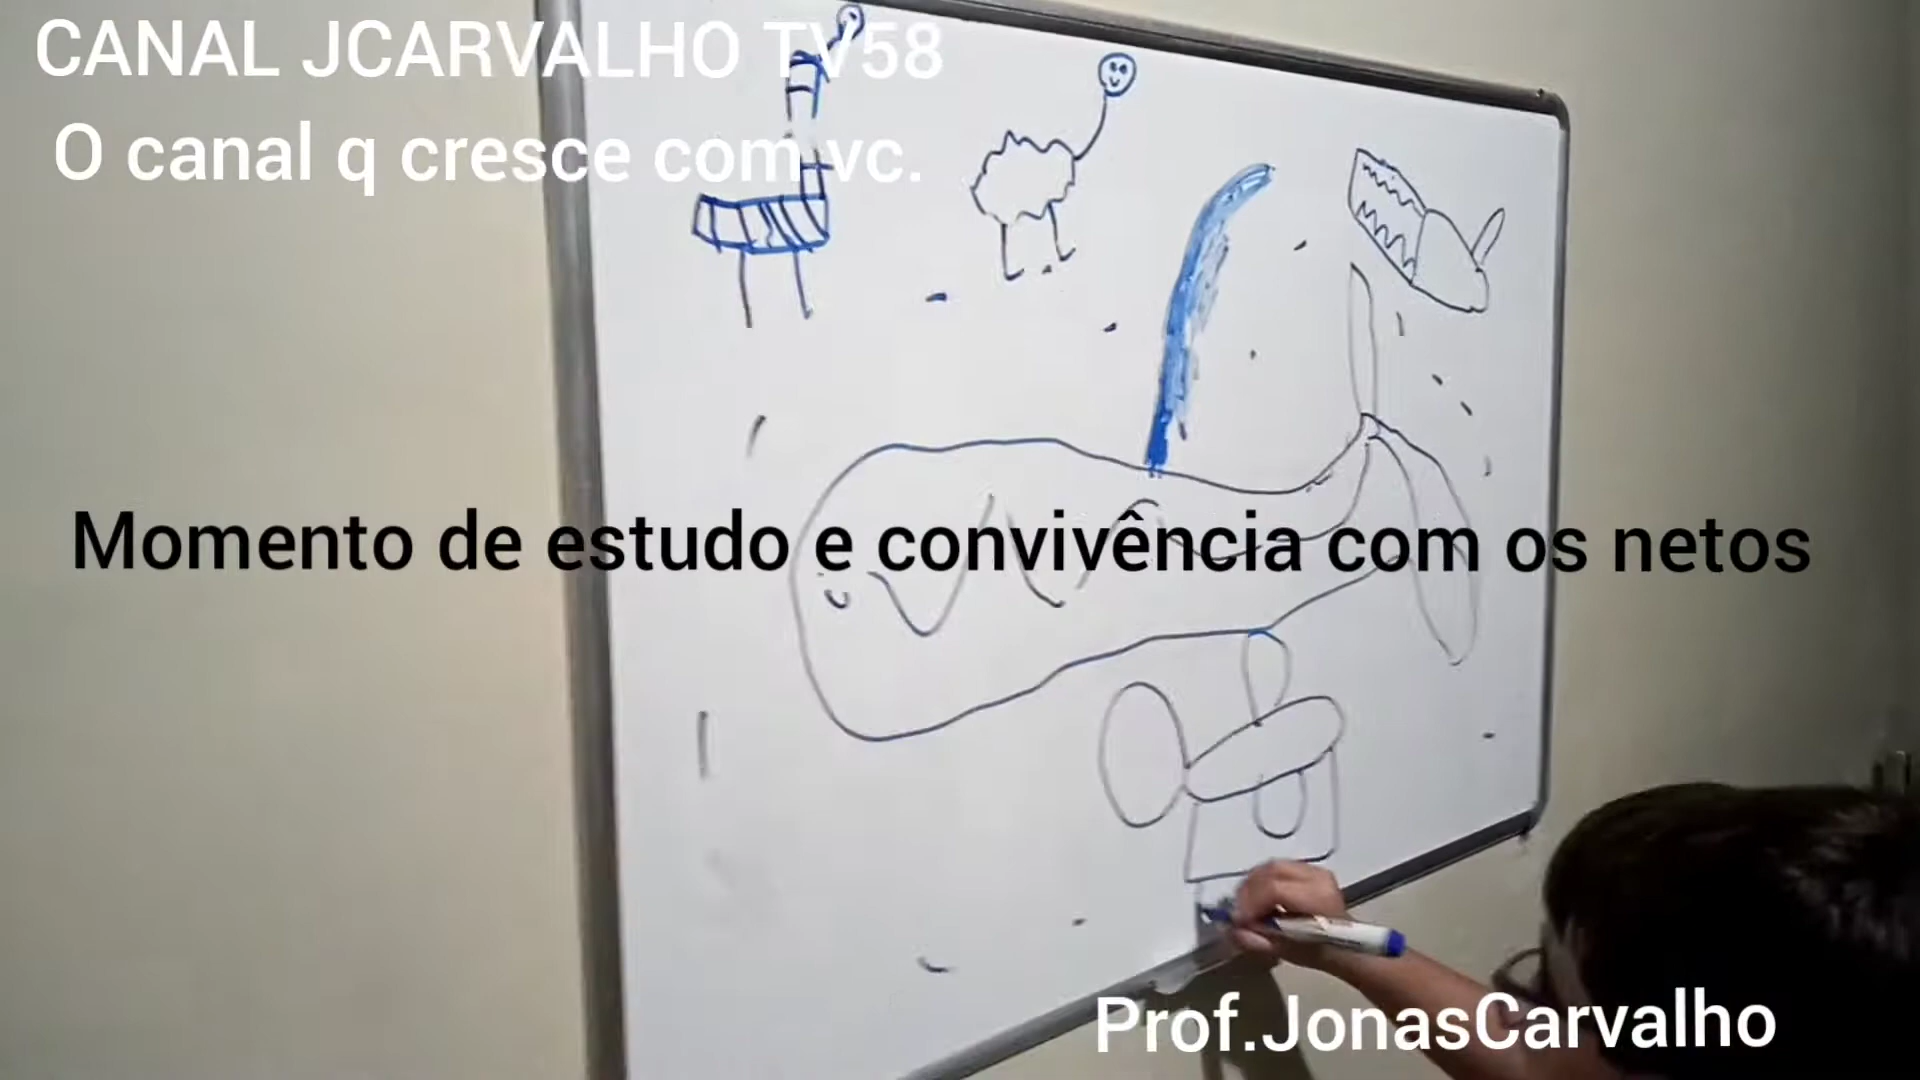 CANAL JCARVALHO TV58
O canal q cresce com vc.
Momento de estudo e convivência com os netos
Prof.JonasCarvalho